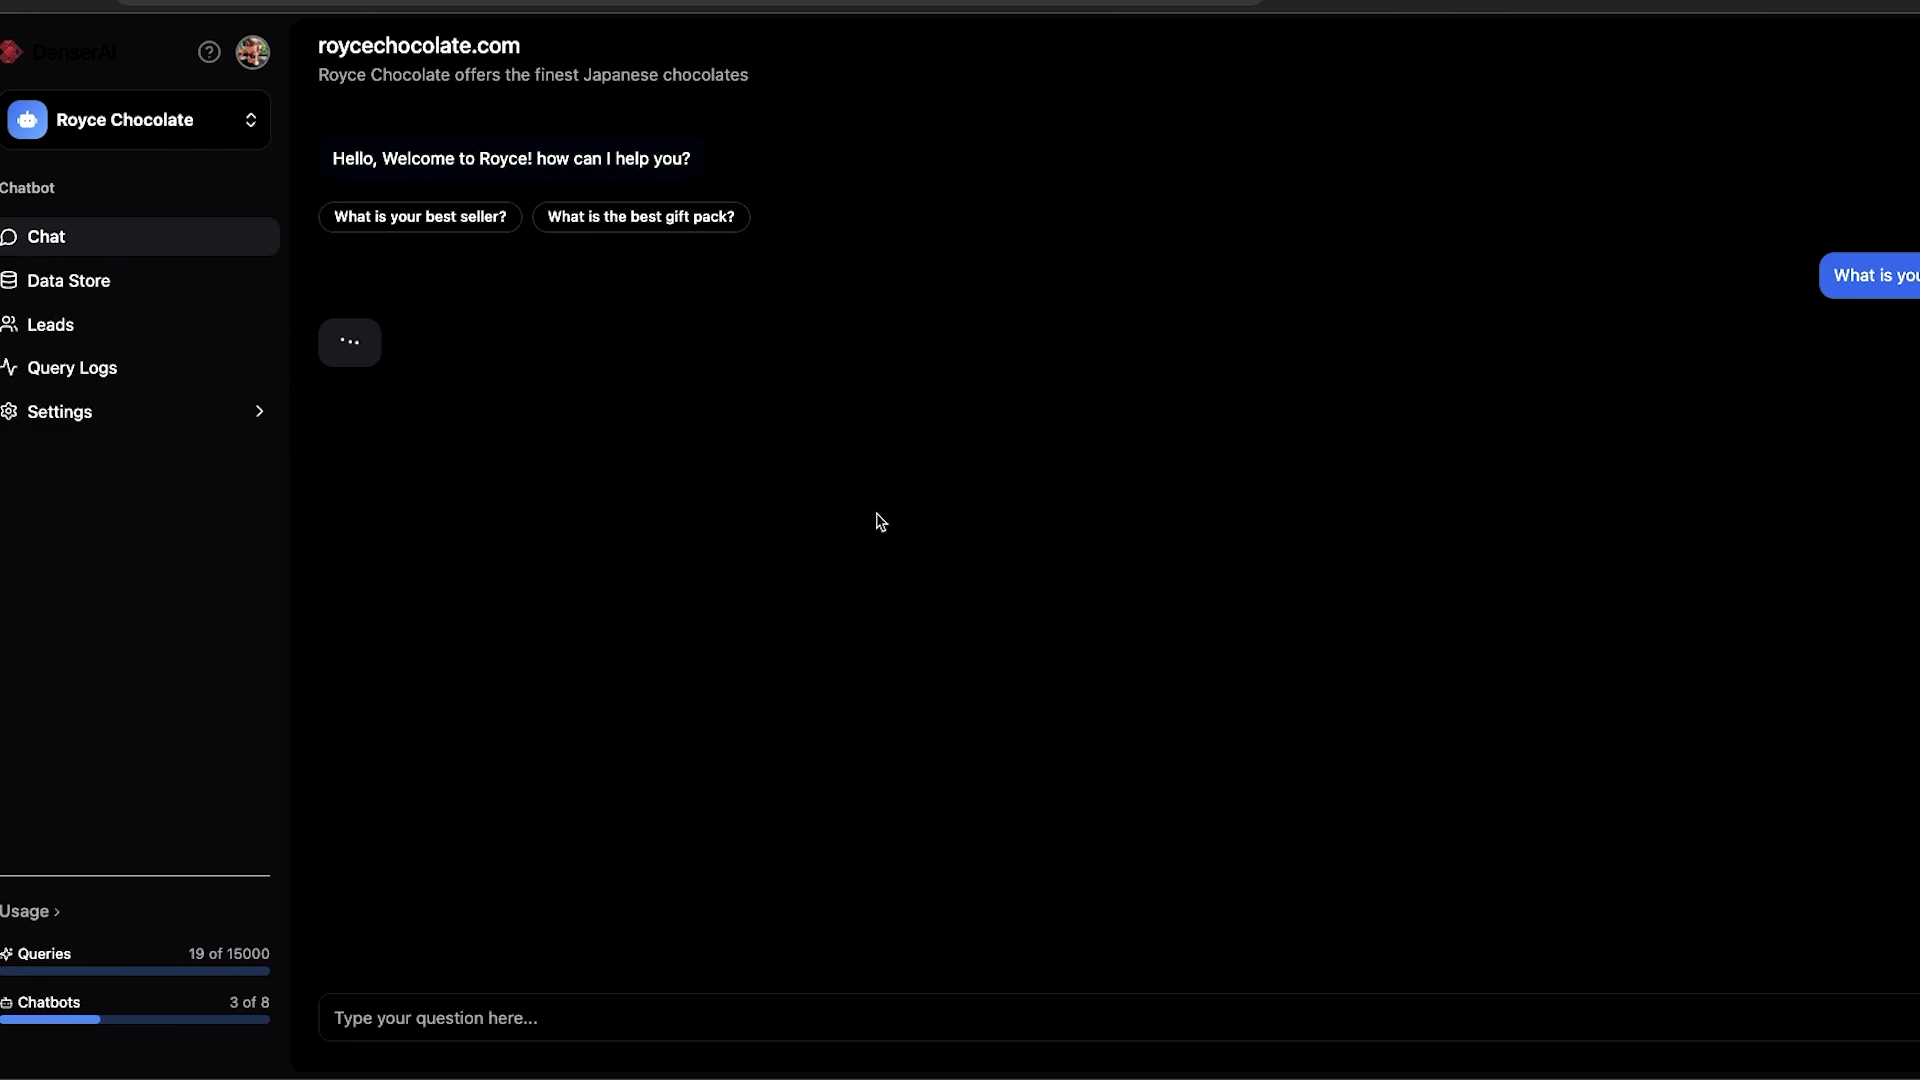 DenserAI
Royce Chocolate
Chatbot
Chat
Data Store
Leads
Query Logs
Settings
Usage
Queries 19 of 15000
Chatbots 3 of 8
roycechocolate.com
Royce Chocolate offers the finest Japanese chocolates
Hello, Welcome to Royce! how can I help you?
What is your best seller? What is the best gift pack?
What is you
...
Type your question here...